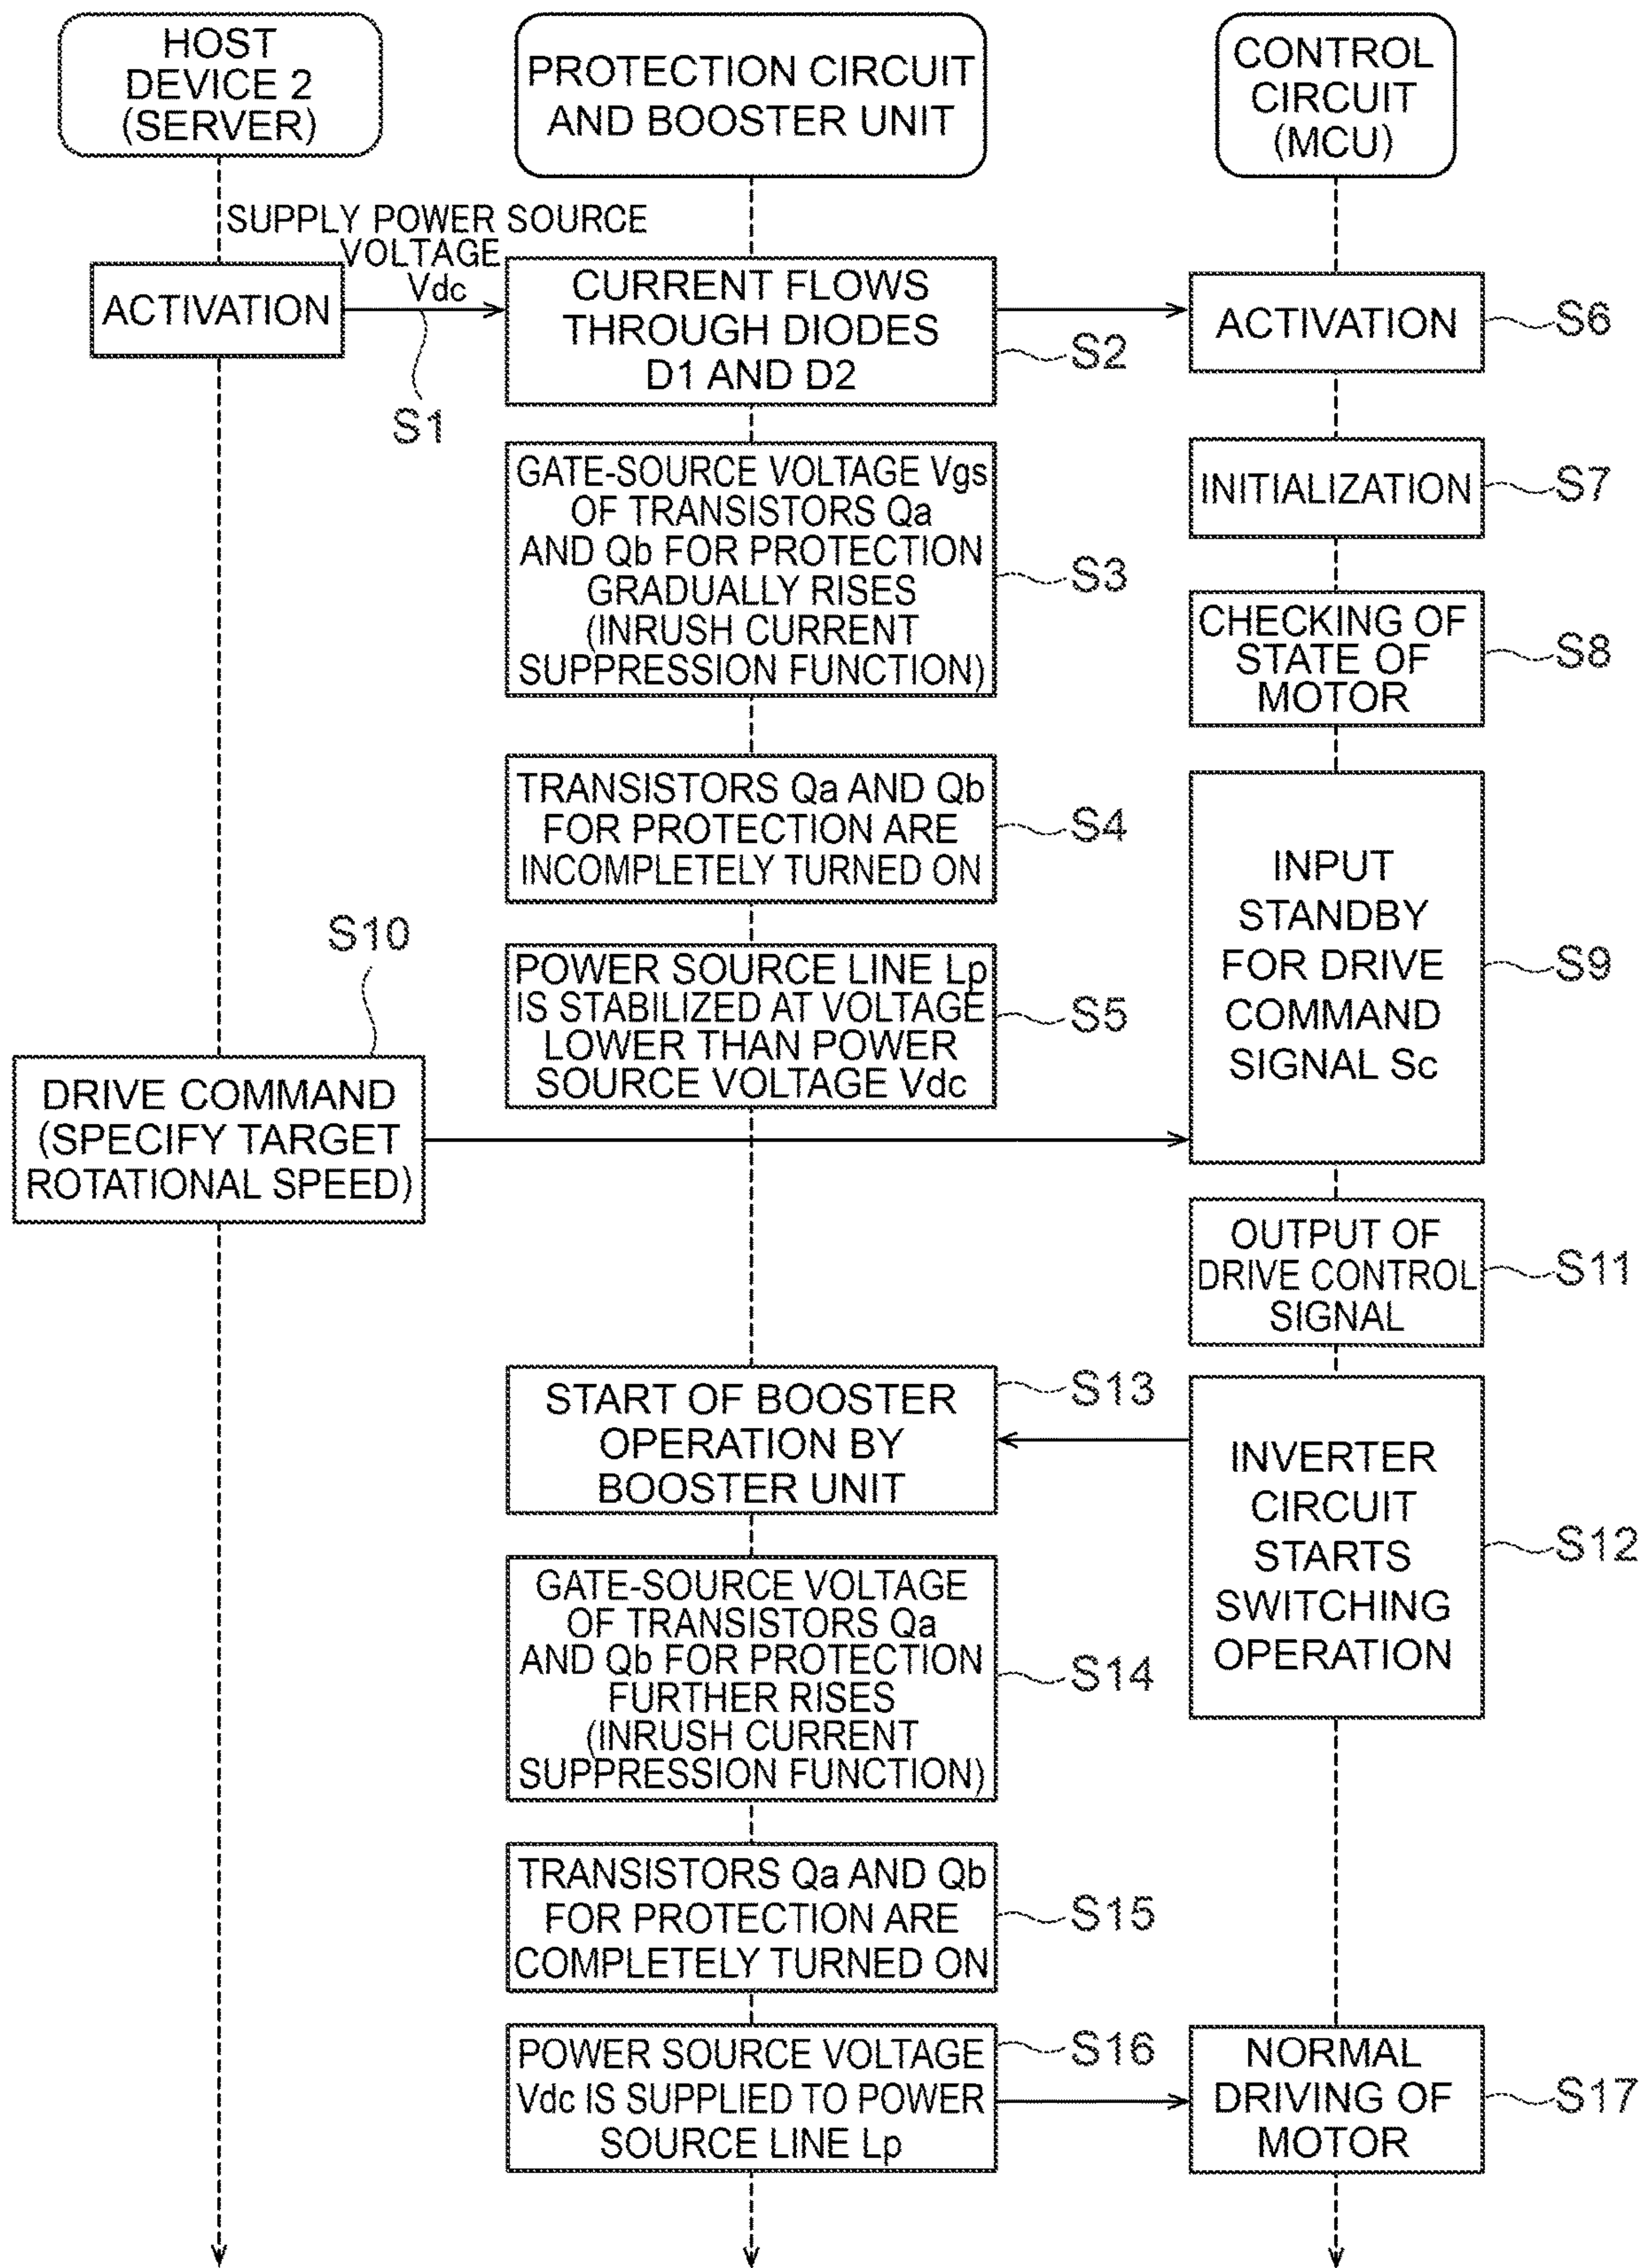 HOST
DEVICE 2
(SERVER)
PROTECTION CIRCUIT
AND BOOSTER UNIT
CONTROL
CIRCUIT
(MCU)
SUPPLY POWER SOURCE
VOLTAGE
Vdc
ACTIVATION
S1
CURRENT FLOWS
THROUGH DIODES
D1 AND D2
S2
ACTIVATION
S6
GATE-SOURCE VOLTAGE Vgs
OF TRANSISTORS Qa
AND Qb FOR PROTECTION
GRADUALLY RISES
(INRUSH CURRENT
SUPPRESSION FUNCTION)
S3
INITIALIZATION
S7
CHECKING OF
STATE OF
MOTOR
S8
TRANSISTORS Qa AND Qb
FOR PROTECTION ARE
INCOMPLETELY TURNED ON
S4
INPUT
STANDBY
FOR DRIVE
COMMAND
SIGNAL Sc
S9
POWER SOURCE LINE Lp
IS STABILIZED AT VOLTAGE
LOWER THAN POWER
SOURCE VOLTAGE Vdc
S5
S10
DRIVE COMMAND
(SPECIFY TARGET
ROTATIONAL SPEED)
OUTPUT OF
DRIVE CONTROL
SIGNAL
S11
START OF BOOSTER
OPERATION BY
BOOSTER UNIT
S13
INVERTER
CIRCUIT
STARTS
SWITCHING
OPERATION
S12
GATE-SOURCE VOLTAGE
OF TRANSISTORS Qa
AND Qb FOR PROTECTION
FURTHER RISES
(INRUSH CURRENT
SUPPRESSION FUNCTION)
S14
TRANSISTORS Qa AND Qb
FOR PROTECTION ARE
COMPLETELY TURNED ON
S15
POWER SOURCE VOLTAGE
Vdc IS SUPPLIED TO POWER
SOURCE LINE Lp
S16
NORMAL
DRIVING OF
MOTOR
S17